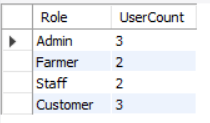 Role UserCount
Admin 3
Farmer 2
Staff 2
Customer 3